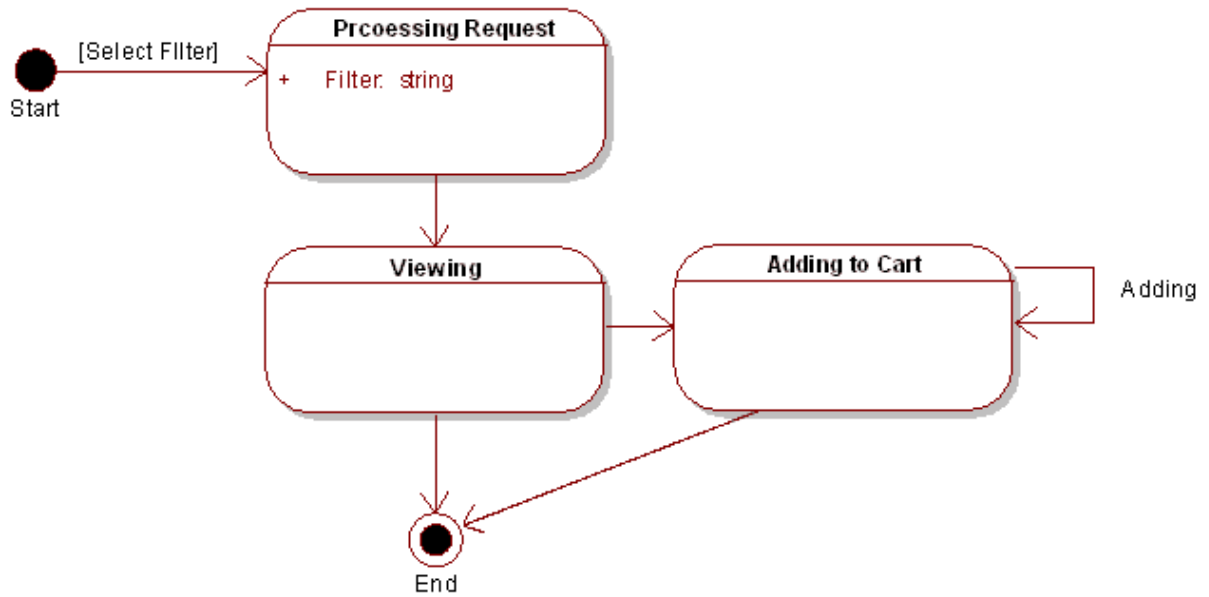 Prcoessing Request
[Select FIlter]
+ Filter: string
Start
Viewing
Adding to Cart
Adding
End